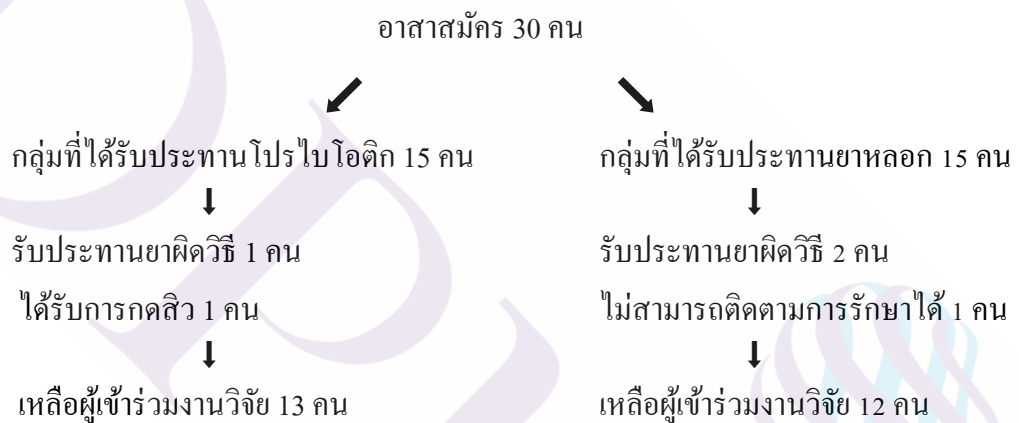 อาสาสมัคร 30 คน
กลุ่มที่ได้รับประทานโปรไบโอติก 15 คน
รับประทานยาผิดวิธี 1 คน
ได้รับการกดสิว 1 คน
เหลือผู้เข้าร่วมงานวิจัย 13 คน
กลุ่มที่ได้รับประทานยาหลอก 15 คน
รับประทานยาผิดวิธี 2 คน
ไม่สามารถติดตามการรักษาได้ 1 คน
เหลือผู้เข้าร่วมงานวิจัย 12 คน